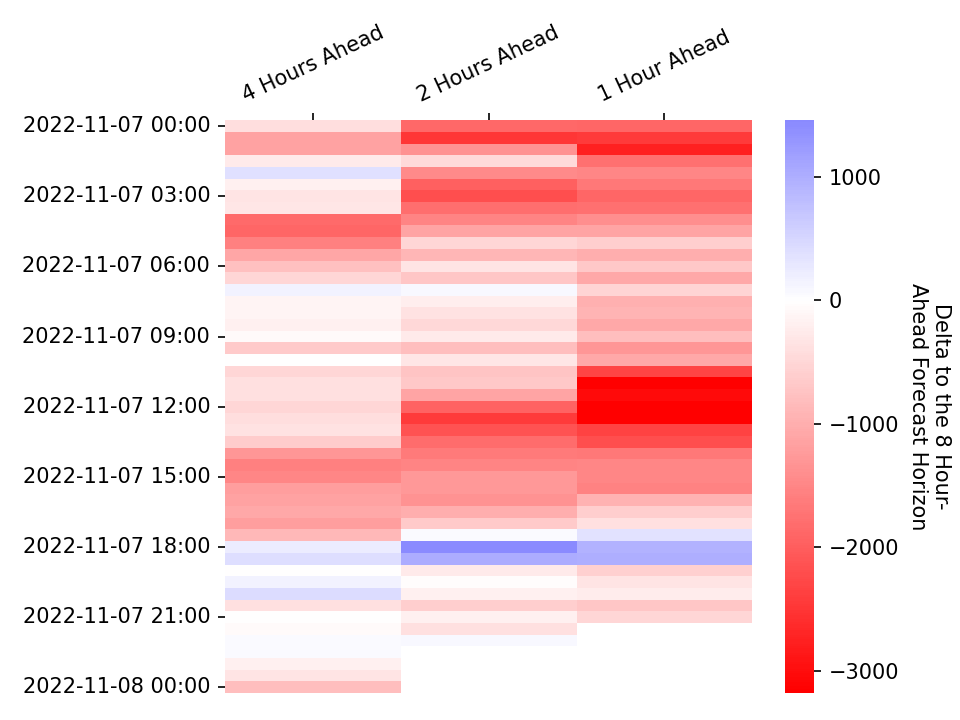 4 Hours Ahead
2 Hours Ahead
1 Hour Ahead
2022-11-07 00:00
2022-11-07 03:00
2022-11-07 06:00
2022-11-07 09:00
2022-11-07 12:00
2022-11-07 15:00
2022-11-07 18:00
2022-11-07 21:00
2022-11-08 00:00
1000
0
−1000
−2000
−3000
Delta to the 8 Hour-
Ahead Forecast Horizon